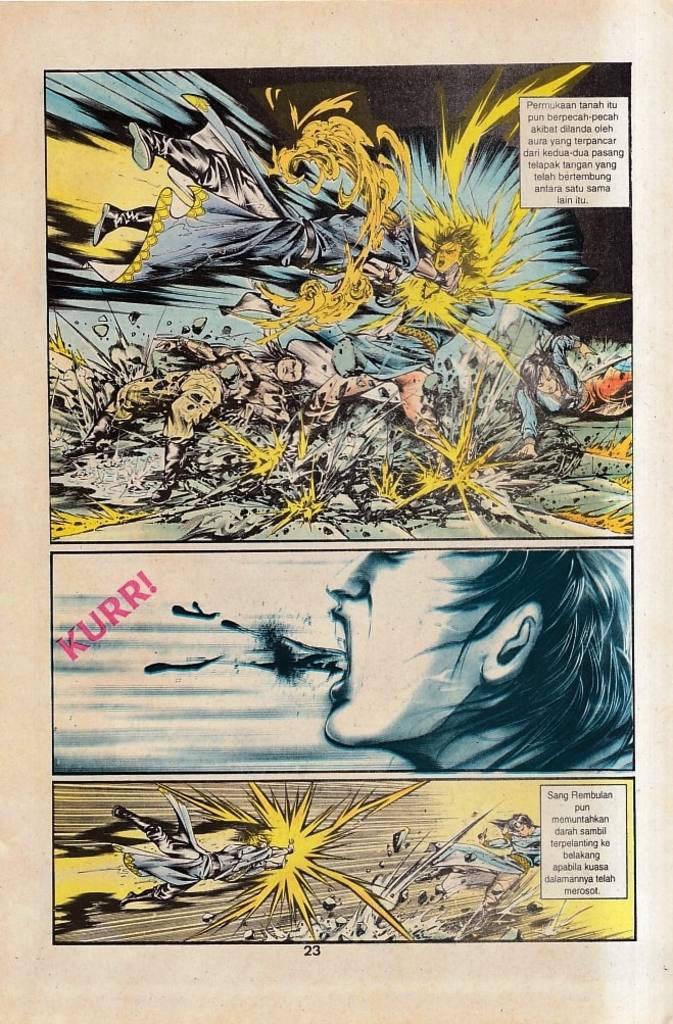 Permukaan tanah itu
pun berpecah-pecah
akibat dilanda oleh
aura yang terpancar
dari kedua-dua pasang
telapak tangan yang
telah bertembung
antara satu sama
lain itu.
KURR!
Sang Rembulan
pun
memuntahkan
darah sambil
terpelanting ke
belakang
apabila kuasa
dalamannya telah
merosot.
23